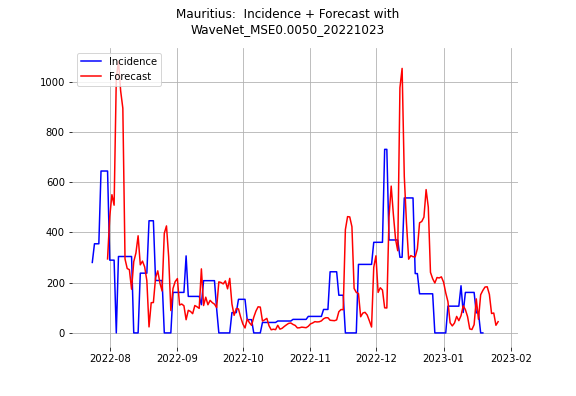 Mauritius:  Incidence + Forecast with
WaveNet_MSE0.0050_20221023
Incidence
Forecast
1000
800
600
400
200
0
2022-08 2022-09 2022-10 2022-11 2022-12 2023-01 2023-02